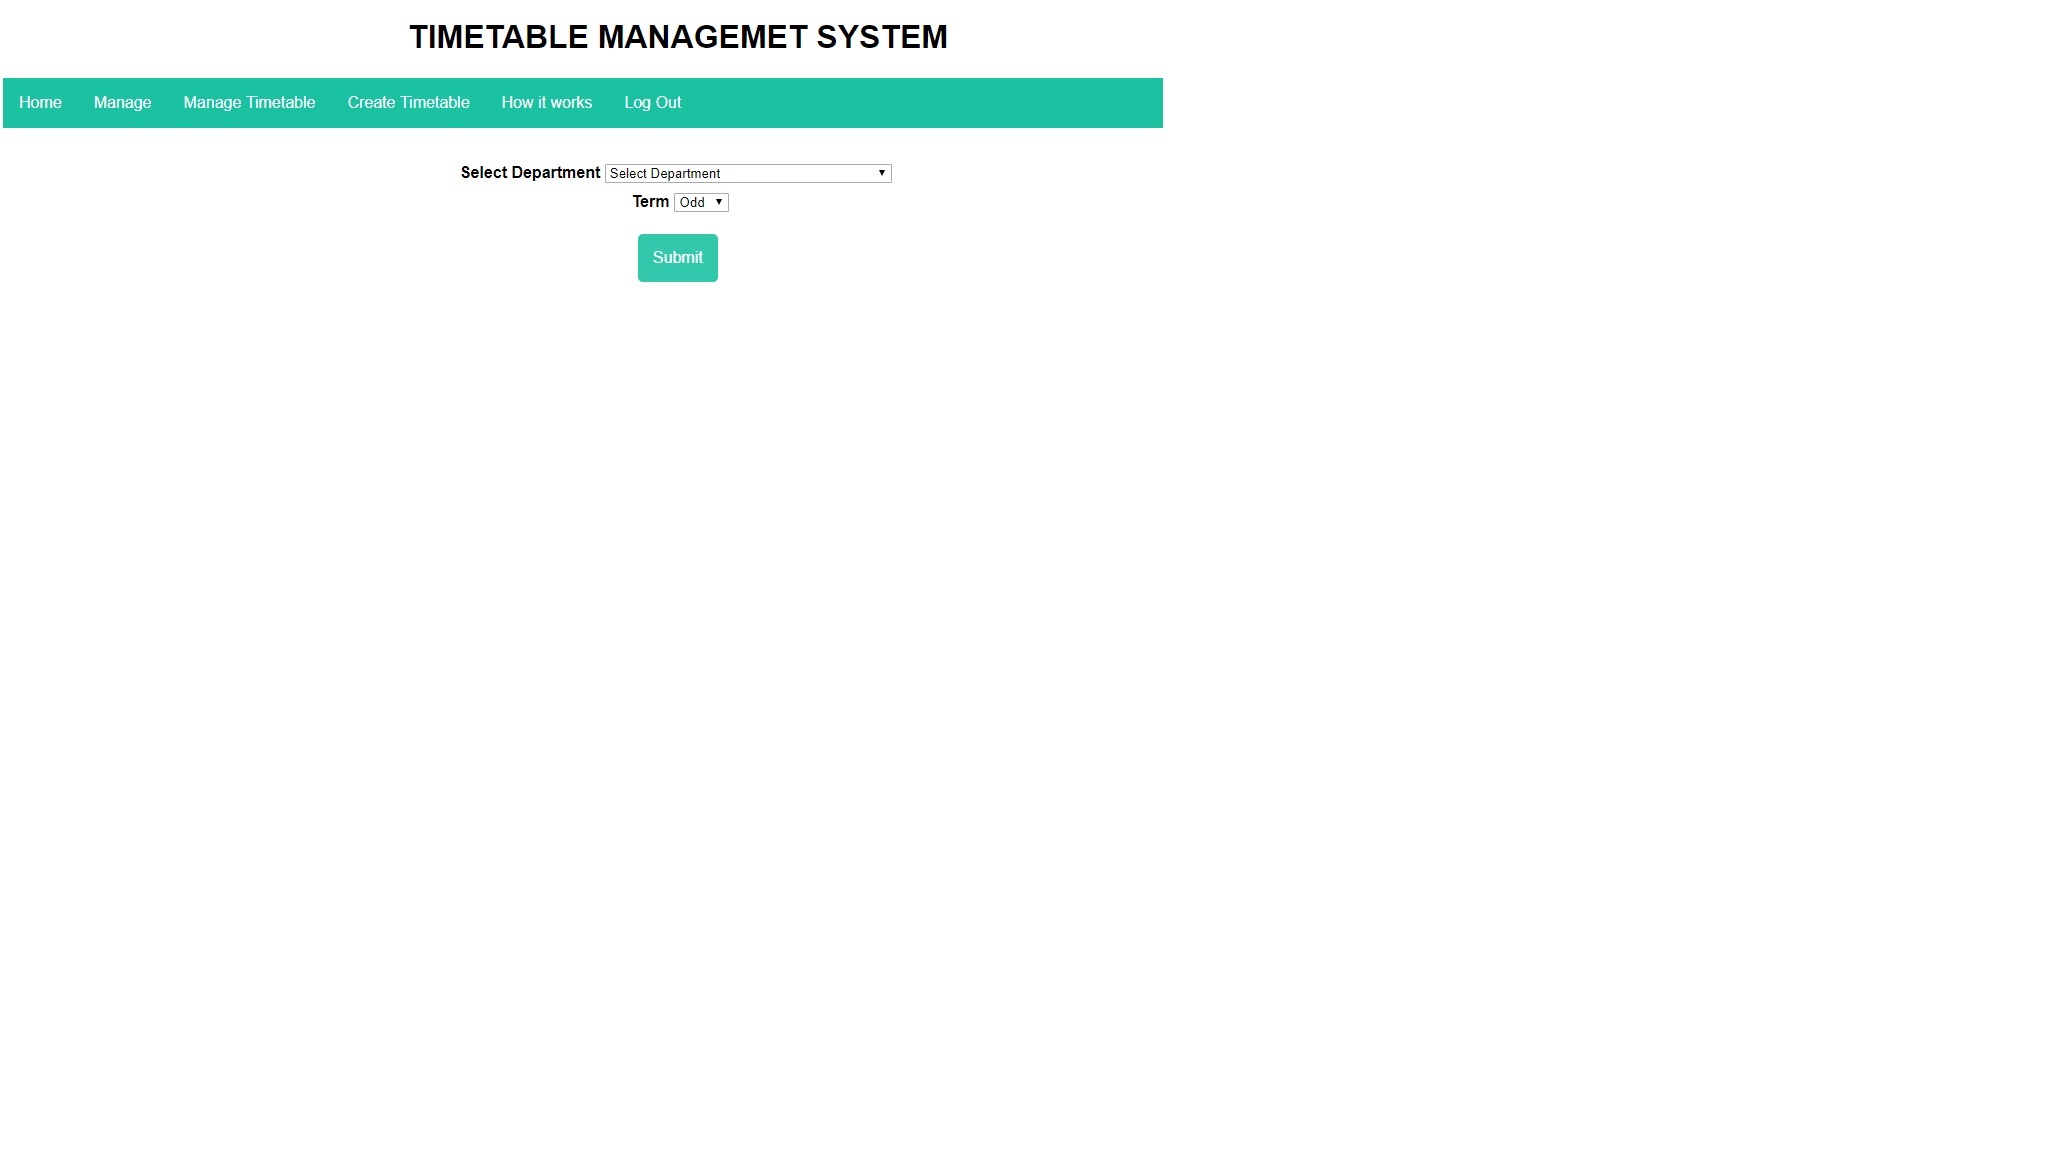 TIMETABLE MANAGEMET SYSTEM
Home Manage Manage Timetable Create Timetable How it works Log Out
Select Department Select Department
Term Odd
Submit